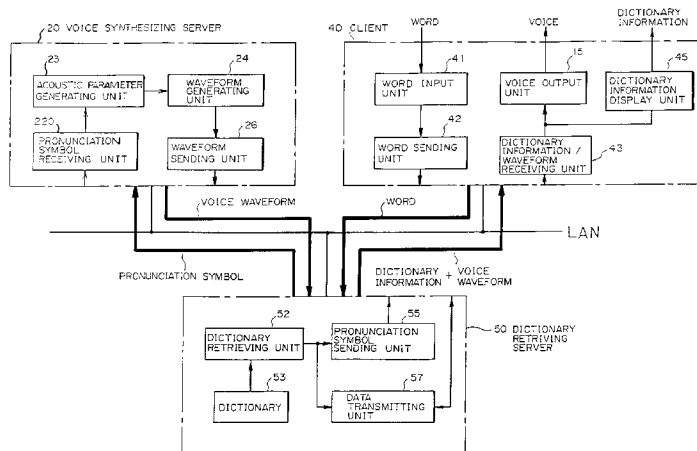 20 VOICE SYNTHESIZING SERVER
23
ACOUSTIC PARAMETER
GENERATING UNIT
24
WAVEFORM
GENERATING
UNIT
220
PRONUNCIATION
SYMBOL
RECEIVING UNIT
26
WAVEFORM
SENDING UNIT
40 CLIENT
WORD
VOICE
DICTIONARY
INFORMATION
41
WORD INPUT
UNIT
15
VOICE OUTPUT
UNIT
45
DICTIONARY
INFORMATION
DISPLAY UNIT
42
WORD SENDING
UNIT
DICTIONARY
INFORMATION /
WAVEFORM
RECEIVING UNIT
43
VOICE WAVEFORM
WORD
LAN
PRONUNCIATION SYMBOL
DICTIONARY
INFORMATION + VOICE
WAVEFORM
50 DICTIONARY
RETRIVING
SERVER
52
DICTIONARY
RETRIEVING UNIT
55
PRONUNCIATION
SYMBOL
SENDING UNIT
53
DICTIONARY
57
DATA
TRANSMITTING
UNIT